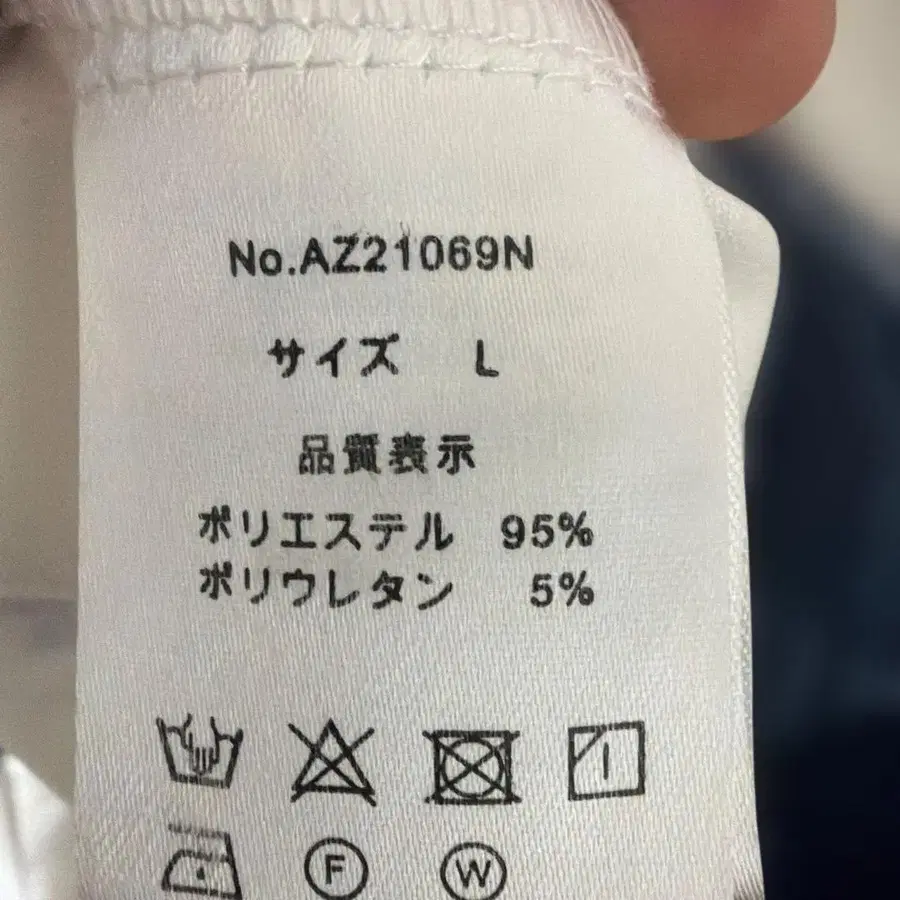 No.AZ21069N
サイズ L
品質表示
ポリエステル 95%
ポリウレタン 5%
F W